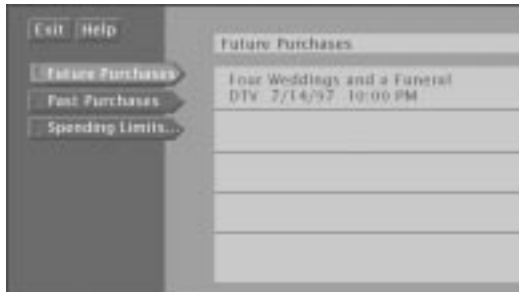 Exit Help
Future Purchases
Past Purchases
Spending Limits...
Future Purchases
Four Weddings and a Funeral
DTV 7/14/97 10:00 PM